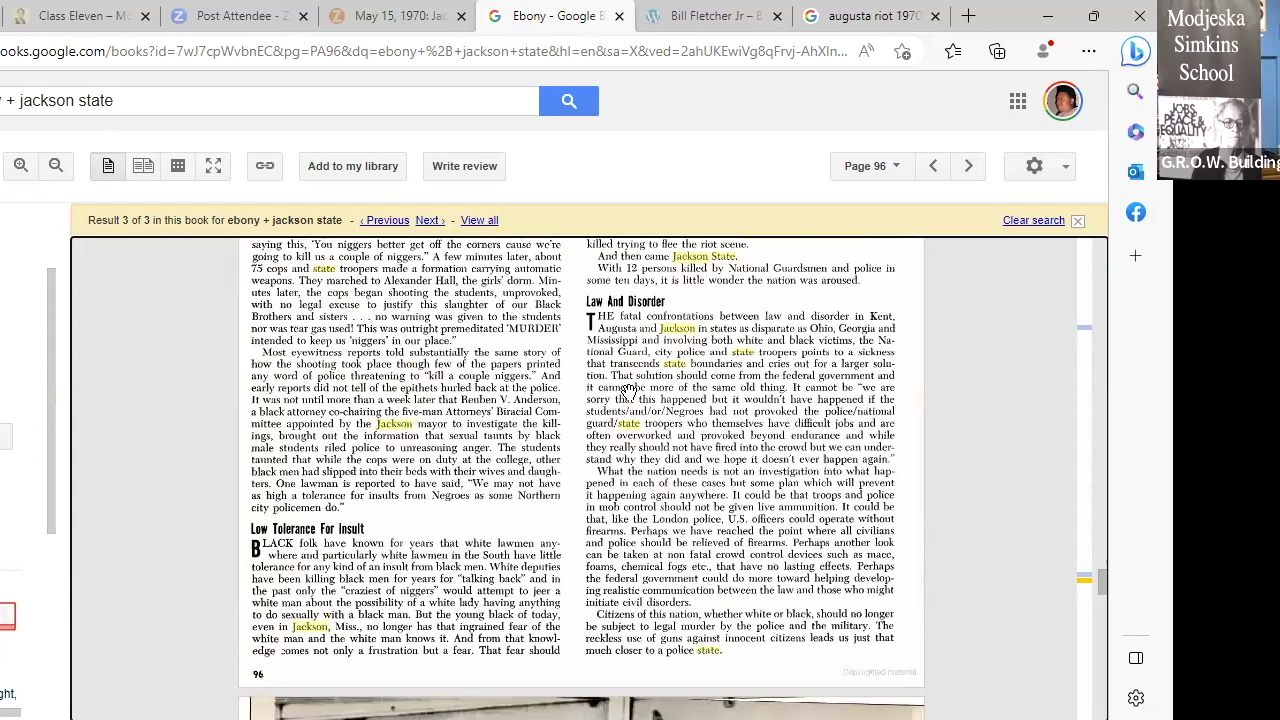 Class Eleven – Mo
Post Attendee - Z
May 15, 1970: Jac
Ebony - Google B
Bill Fletcher Jr – B
augusta riot 1970
ooks.google.com/books?id=7wJ7cpWvbnEC&pg=PA96&dq=ebony+%2B+jackson+state&hl=en&sa=X&ved=2ahUKEwiVg8qFrvj-AhXIn...
+ jackson state
Add to my library
Write review
Page 96
Result 3 of 3 in this book for ebony + jackson state - ‹ Previous Next › - View all
Clear search
saying this, 'You niggers better get off the corners cause we're
going to kill us a couple of niggers.” A few minutes later, about
75 cops and state troopers made a formation carrying automatic
weapons. They marched to Alexander Hall, the girls' dorm. Min-
utes later, the cops began shooting the students, unprovoked,
with no legal excuse to justify this slaughter of our Black
Brothers and sisters . . . no warning was given to the students
nor was tear gas used! This was outright premeditated 'MURDER'
intended to keep us 'niggers' in our place.”
Most eyewitness reports told substantially the same story of
how the shooting took place though few of the papers printed
any word of police threatening to “kill a couple niggers.” And
early reports did not tell of the epithets hurled back at the police.
It was not until more than a week later that Reuben V. Anderson,
a black attorney co-chairing the five-man Attorneys' Biracial Com-
mittee appointed by the Jackson mayor to investigate the kill-
ings, brought out the information that sexual taunts by black
male students riled police to unreasoning anger. The students
taunted that while the cops were on duty at the college, other
black men had slipped into their beds with their wives and daugh-
ters. One lawman is reported to have said, “We may not have
as high a tolerance for insults from Negroes as some Northern
city policemen do.”
Low Tolerance For Insult
BLACK folk have known for years that white lawmen any-
where and particularly white lawmen in the South have little
tolerance for any kind of an insult from black men. White deputies
have been killing black men for years for “talking back” and in
the past only the “craziest of niggers” would attempt to jeer a
white man about the possibility of a white lady having anything
to do sexually with a black man. But the young black of today,
even in Jackson, Miss., no longer has that ingrained fear of the
white man and the white man knows it. And from that knowl-
edge comes not only a frustration but a fear. That fear should
96
killed trying to flee the riot scene.
And then came Jackson State.
With 12 persons killed by National Guardsmen and police in
some ten days, it is little wonder the nation was aroused.
Law And Disorder
THE fatal confrontations between law and disorder in Kent,
Augusta and Jackson in states as disparate as Ohio, Georgia and
Mississippi and involving both white and black victims, the Na-
tional Guard, city police and state troopers points to a sickness
that transcends state boundaries and cries out for a larger solu-
tion. That solution should come from the federal government and
it cannot be more of the same old thing. It cannot be “we are
sorry that this happened but it wouldn't have happened if the
students/and/or/Negroes had not provoked the police/national
guard/state troopers who themselves have difficult jobs and are
often overworked and provoked beyond endurance and while
they really should not have fired into the crowd but we can under-
stand why they did and we hope it doesn't ever happen again.”
What the nation needs is not an investigation into what hap-
pened in each of these cases but some plan which will prevent
it happening again anywhere. It could be that troops and police
in mob control should not be given live ammunition. It could be
that, like the London police, U.S. officers could operate without
firearms. Perhaps we have reached the point where all civilians
and police should be relieved of firearms. Perhaps another look
can be taken at non fatal crowd control devices such as mace,
foams, chemical fogs etc., that have no lasting effects. Perhaps
the federal government could do more toward helping develop-
ing realistic communication between the law and those who might
initiate civil disorders.
Citizens of this nation, whether white or black, should no longer
be subject to legal murder by the police and the military. The
reckless use of guns against innocent citizens leads us just that
much closer to a police state.
Copyrighted material
ght,
Modjeska
Simkins
School
JOBS,
PEACE &
EQUALITY
G.R.O.W. Building